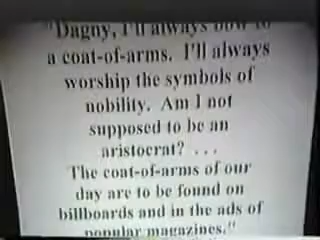 "Dagny, I'll always bow to
a coat-of-arms. I'll always
worship the symbols of
nobility. Am I not
supposed to be an
aristocrat? . . .
The coat-of-arms of our
day are to be found on
billboards and in the ads of
popular magazines."